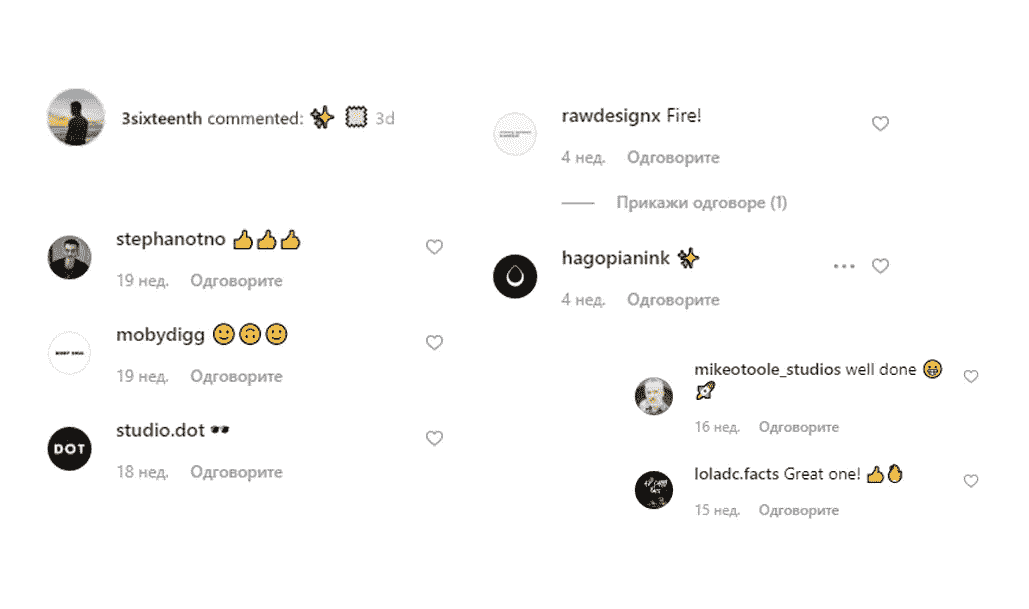 3sixteenth commented: ✨ 3d
stephanotno 👍👍👍
19 нед. Одговорите
mobydigg 🙂🙃🙂
19 нед. Одговорите
DOT
studio.dot 🕶️
18 нед. Одговорите
rawdesignx Fire!
4 нед. Одговорите
Прикажи одговоре (1)
hagopianink ✨
4 нед. Одговорите
mikeotoole_studios well done 😁
🚀
16 нед. Одговорите
loladc.facts Great one! 👍🔥
15 нед. Одговорите